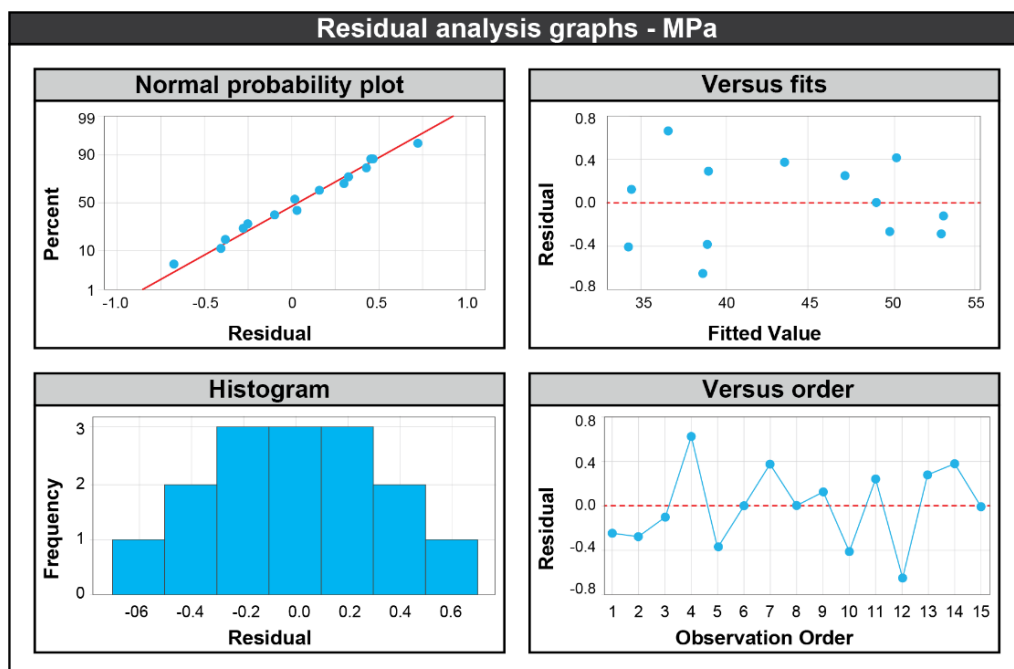 Residual analysis graphs - MPa
Normal probability plot
99
90
50
10
1
Percent
-1.0 -0.5 0 0.5 1.0
Residual
Versus fits
0.8
0.4
0.0
-0.4
-0.8
Residual
35 40 45 50 55
Fitted Value
Histogram
3
2
1
0
Frequency
-06 -0.4 -0.2 0.0 0.2 0.4 0.6
Residual
Versus order
0.8
0.4
0.0
-0.4
-0.8
Residual
1 2 3 4 5 6 7 8 9 10 11 12 13 14 15
Observation Order